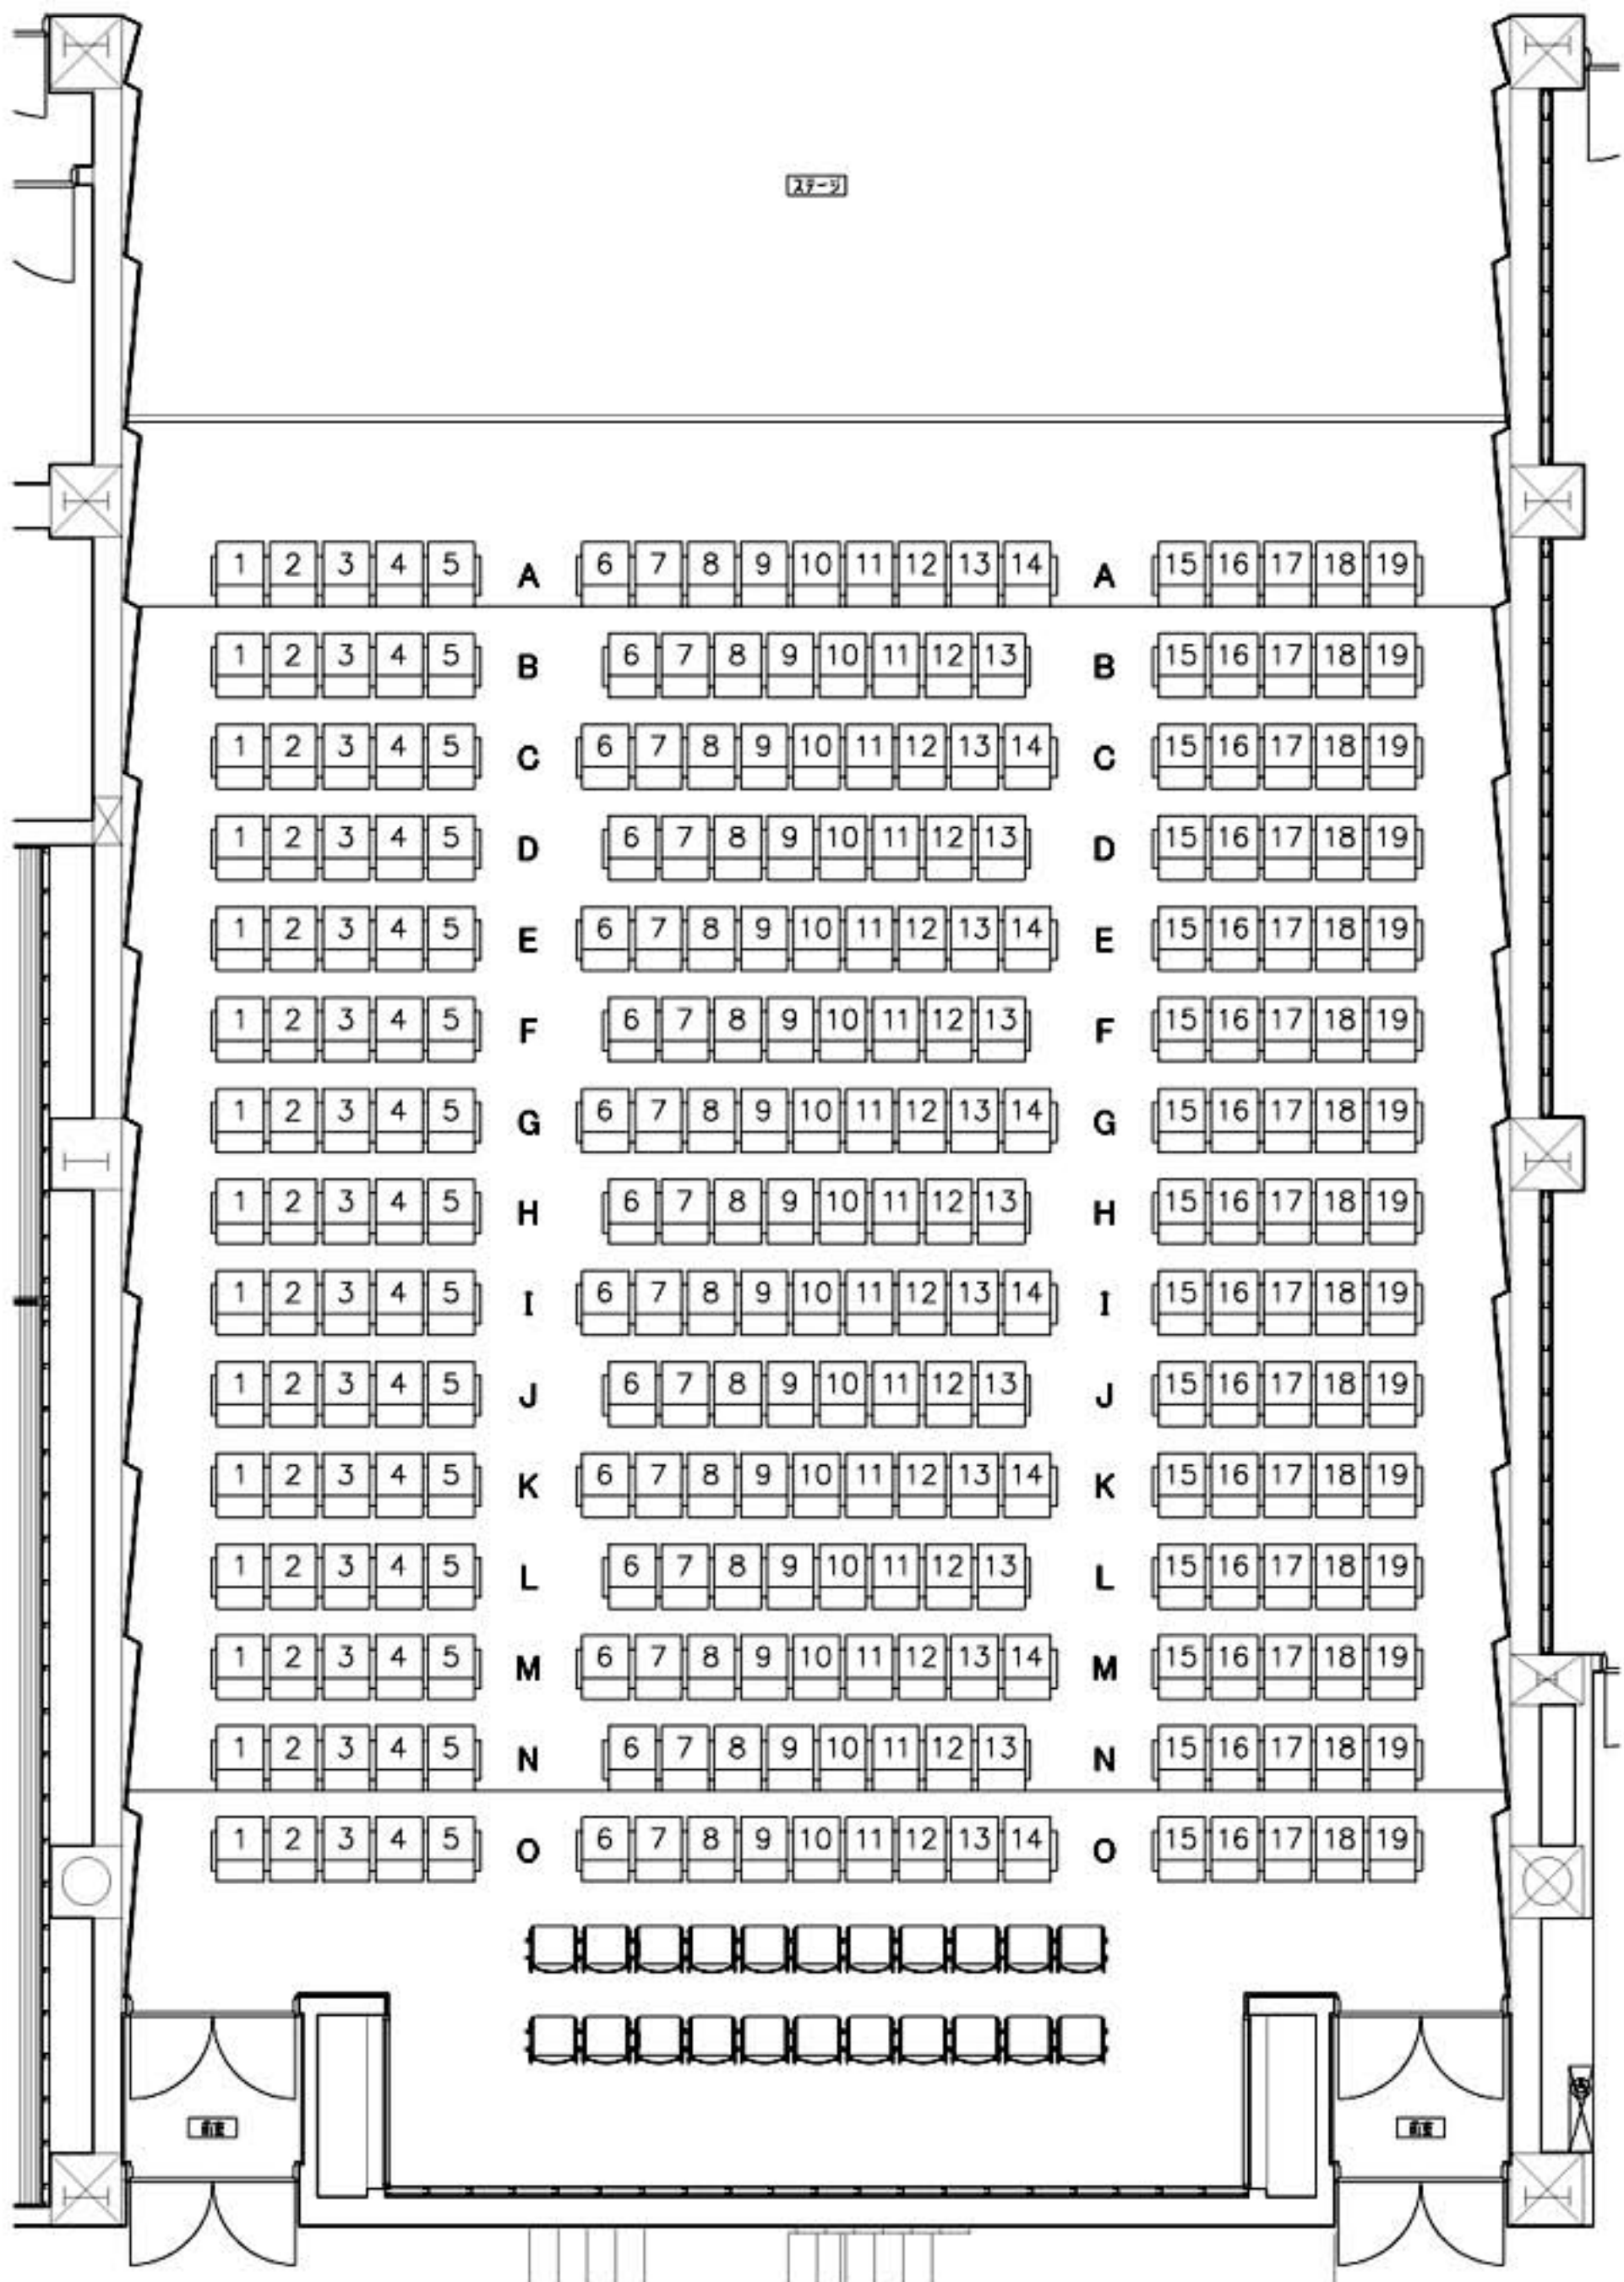 ステージ
1 2 3 4 5 A 6 7 8 9 10 11 12 13 14 A 15 16 17 18 19
1 2 3 4 5 B 6 7 8 9 10 11 12 13 B 15 16 17 18 19
1 2 3 4 5 C 6 7 8 9 10 11 12 13 14 C 15 16 17 18 19
1 2 3 4 5 D 6 7 8 9 10 11 12 13 D 15 16 17 18 19
1 2 3 4 5 E 6 7 8 9 10 11 12 13 14 E 15 16 17 18 19
1 2 3 4 5 F 6 7 8 9 10 11 12 13 F 15 16 17 18 19
1 2 3 4 5 G 6 7 8 9 10 11 12 13 14 G 15 16 17 18 19
1 2 3 4 5 H 6 7 8 9 10 11 12 13 H 15 16 17 18 19
1 2 3 4 5 I 6 7 8 9 10 11 12 13 14 I 15 16 17 18 19
1 2 3 4 5 J 6 7 8 9 10 11 12 13 J 15 16 17 18 19
1 2 3 4 5 K 6 7 8 9 10 11 12 13 14 K 15 16 17 18 19
1 2 3 4 5 L 6 7 8 9 10 11 12 13 L 15 16 17 18 19
1 2 3 4 5 M 6 7 8 9 10 11 12 13 14 M 15 16 17 18 19
1 2 3 4 5 N 6 7 8 9 10 11 12 13 N 15 16 17 18 19
1 2 3 4 5 O 6 7 8 9 10 11 12 13 14 O 15 16 17 18 19
前室 前室